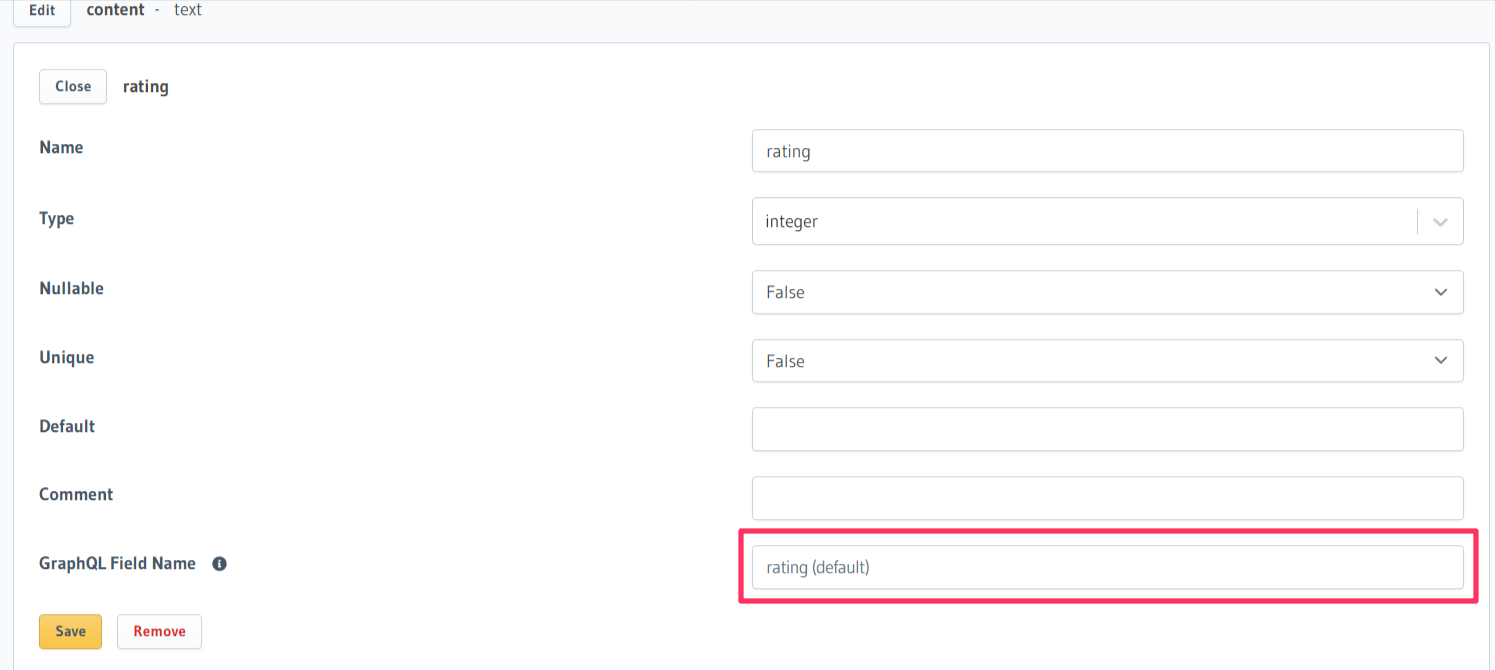 Edit content - text
Close rating
Name rating
Type integer
Nullable False
Unique False
Default
Comment
GraphQL Field Name rating (default)
Save Remove